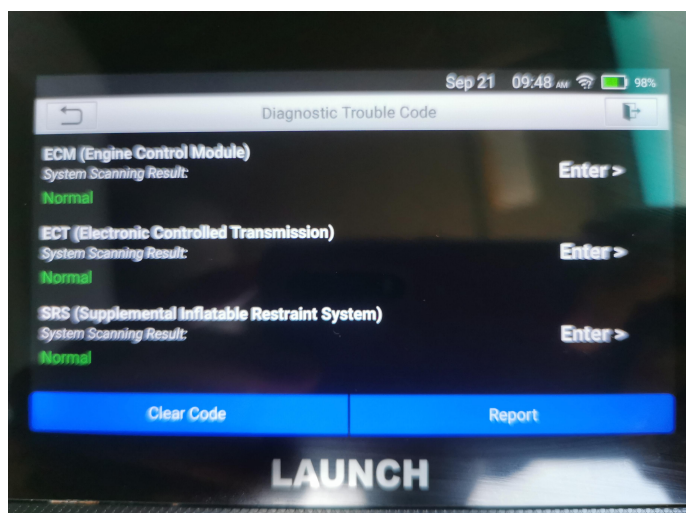 Sep 21 09:48 AM 98%
Diagnostic Trouble Code
ECM (Engine Control Module)
System Scanning Result:
Enter >
Normal
ECT (Electronic Controlled Transmission)
System Scanning Result:
Enter >
Normal
SRS (Supplemental Inflatable Restraint System)
System Scanning Result:
Enter >
Normal
Clear Code Report
LAUNCH